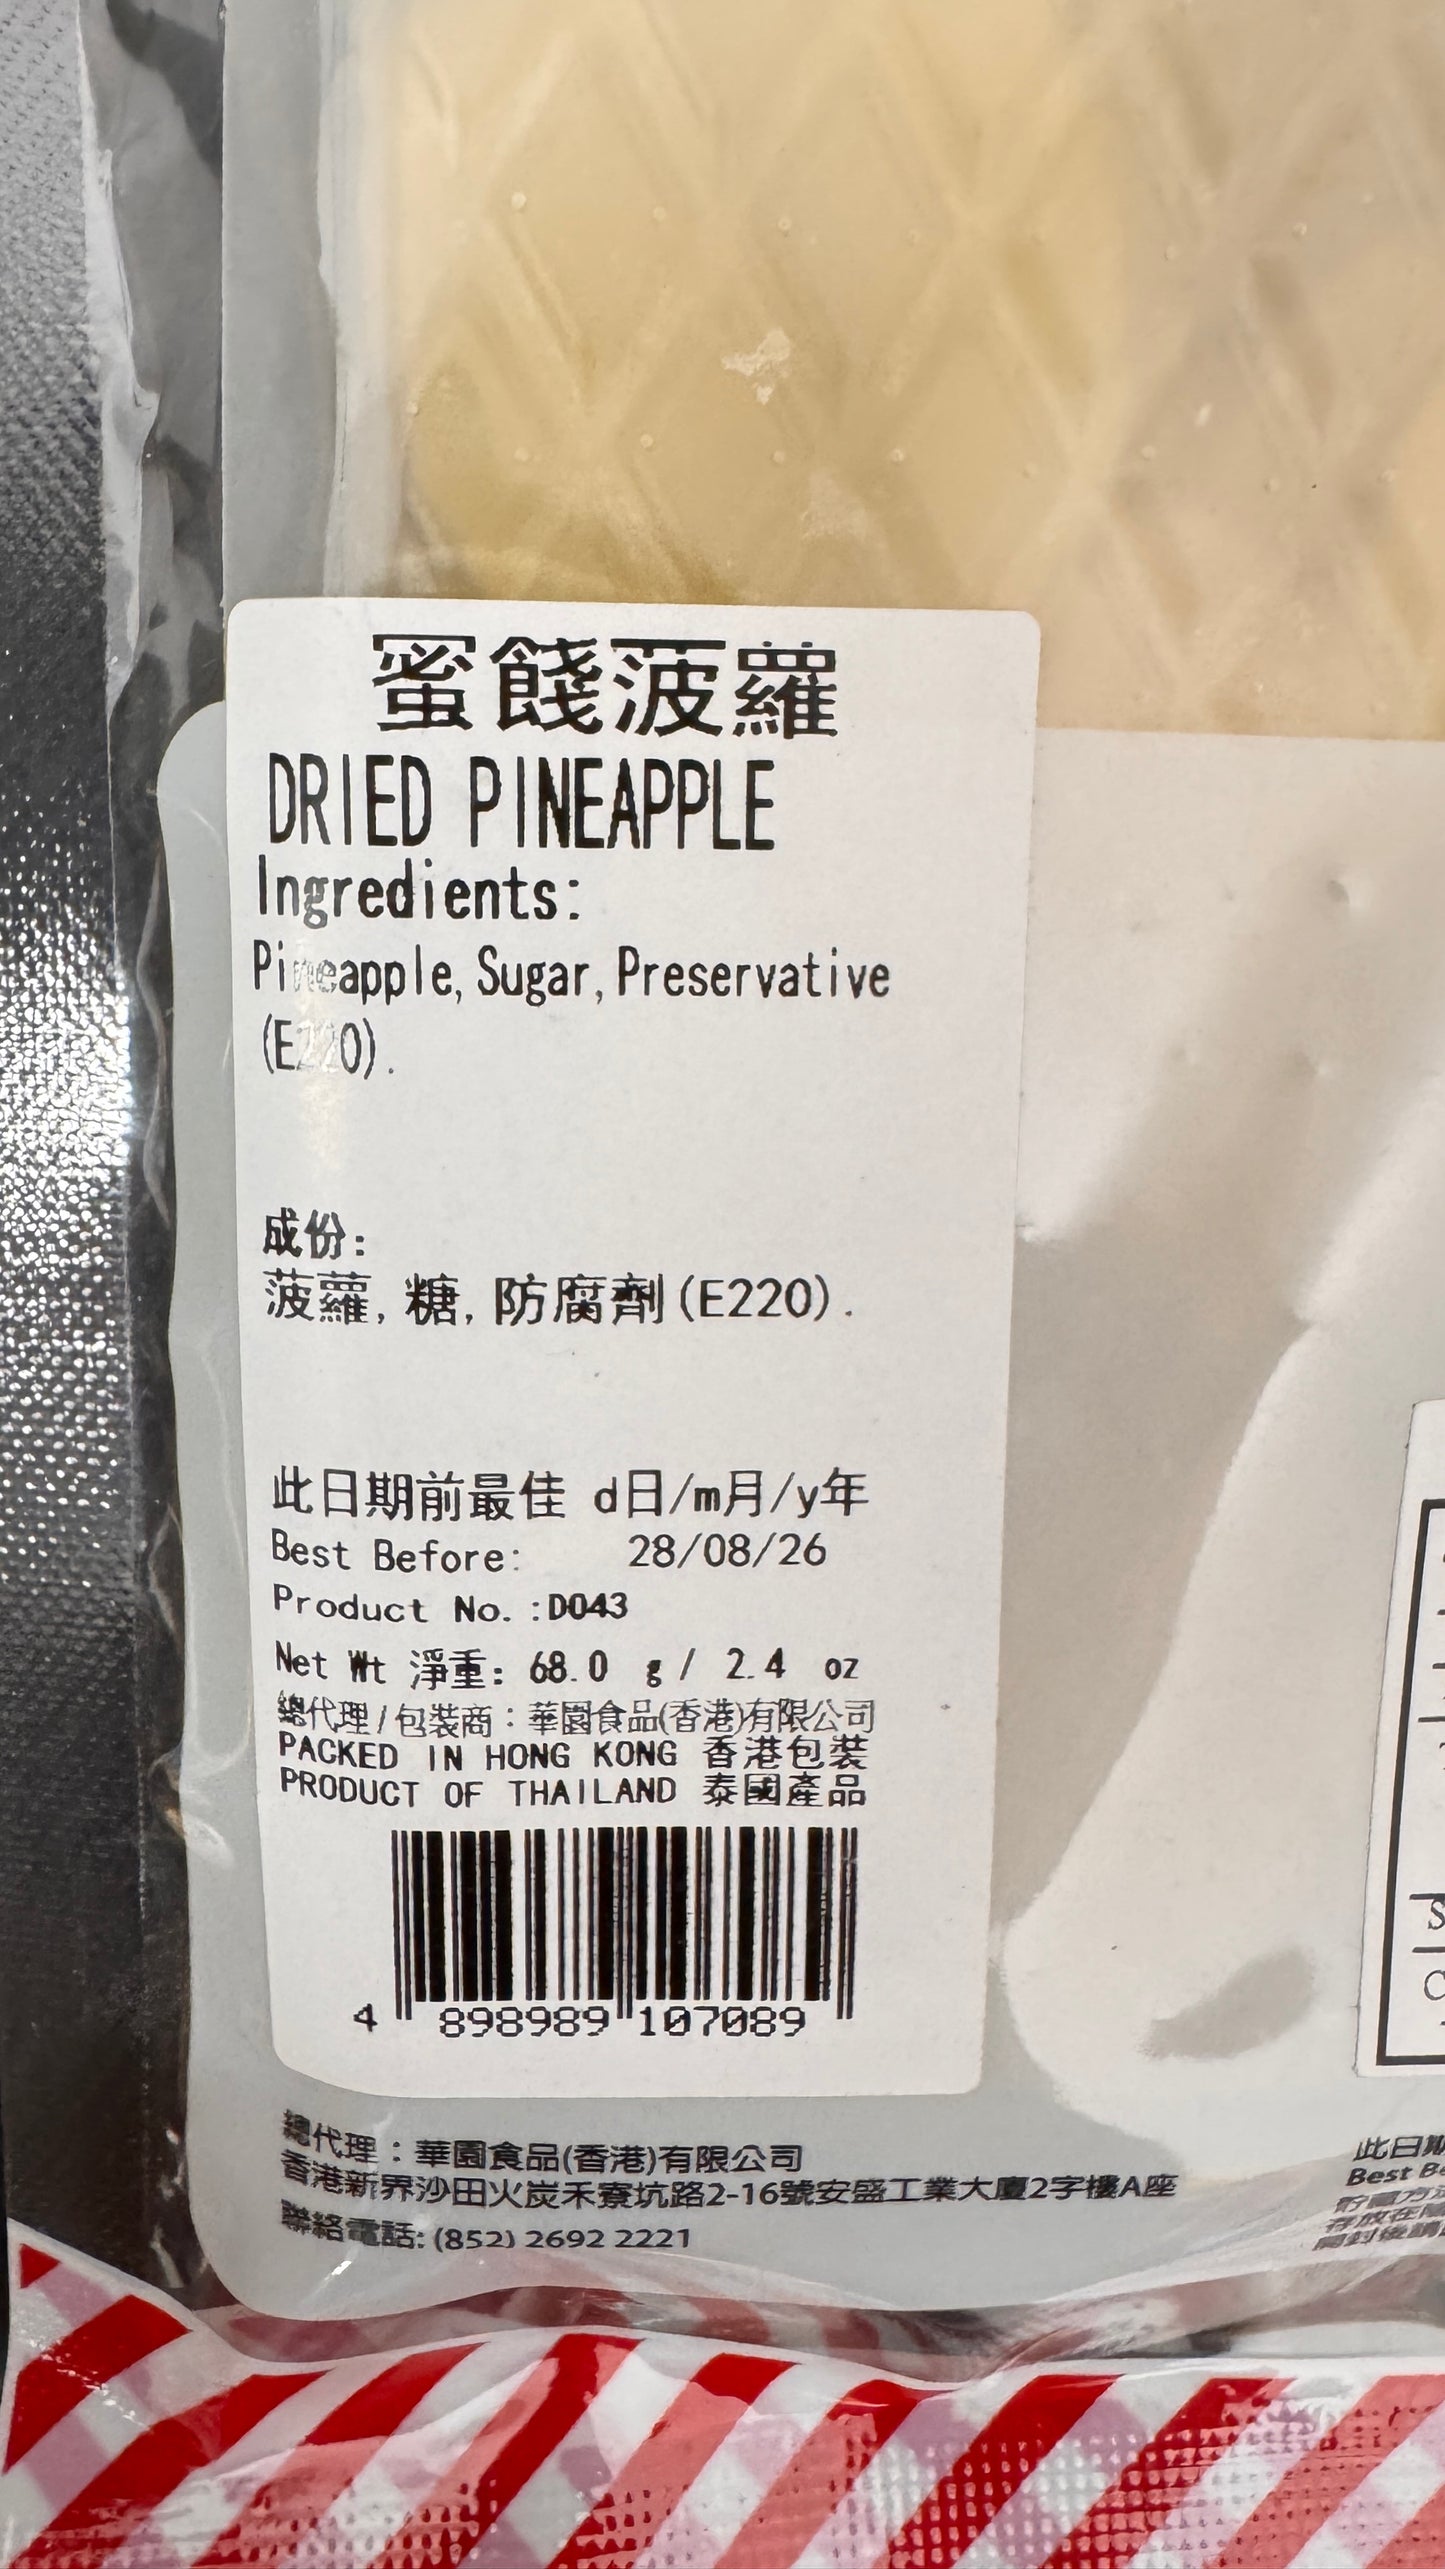 蜜餞菠蘿
DRIED PINEAPPLE
Ingredients:
Pineapple, Sugar, Preservative
(E220).
成份:
菠蘿, 糖, 防腐劑(E220).
此日期前最佳 d日/m月/y年
Best Before: 28/08/26
Product No. :D043
Net Wt 淨重: 68.0 g / 2.4 oz
總代理/包裝商：華園食品(香港)有限公司
PACKED IN HONG KONG 香港包裝
PRODUCT OF THAILAND 泰國產品
4 898989 107089
總代理：華園食品(香港)有限公司
香港新界沙田火炭禾寮坑路2-16號安盛工業大廈2字樓A座
聯絡電話: (852) 2692 2221
此日期
Best Be